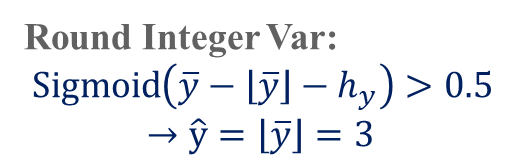 Round Integer Var:
Sigmoid(ȳ − ⌊ȳ⌉ − h_y) > 0.5
→ ŷ = ⌊ȳ⌉ = 3